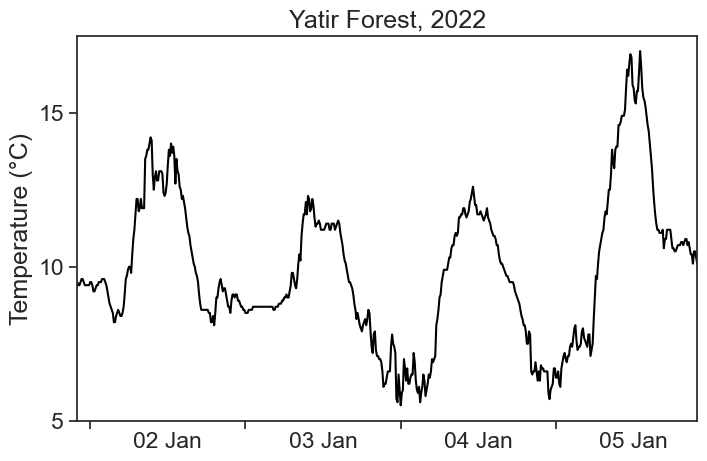 Yatir Forest, 2022
Temperature (°C)
15
10
5
02 Jan
03 Jan
04 Jan
05 Jan